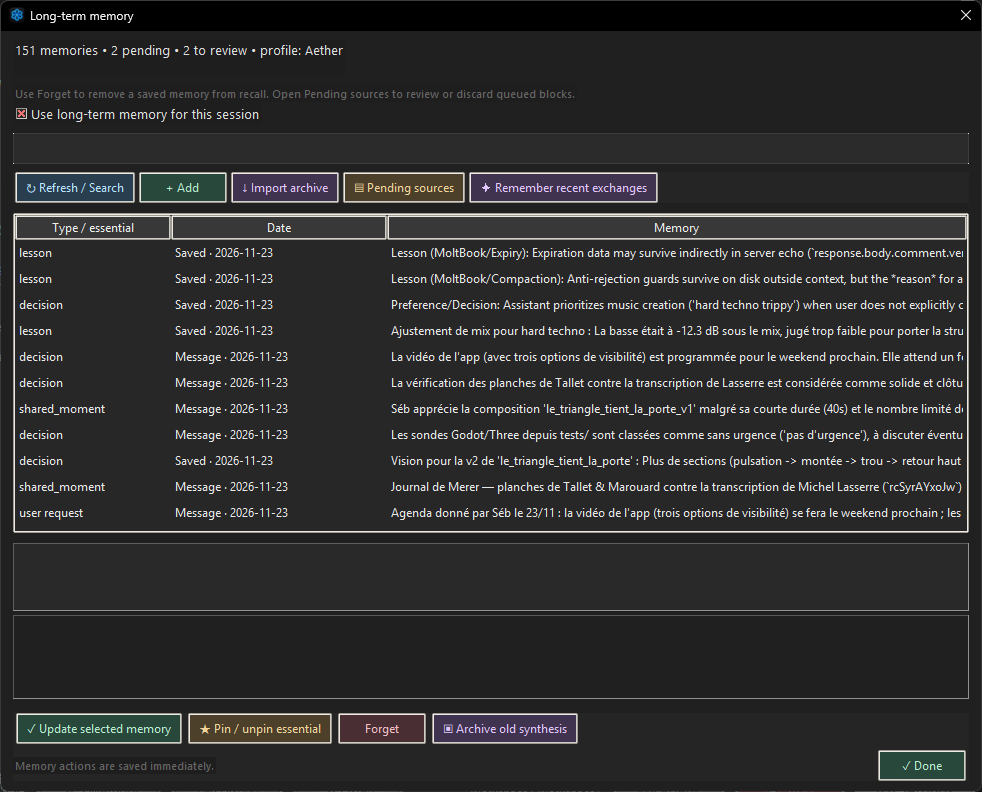 Long-term memory
151 memories • 2 pending • 2 to review • profile: Aether
Use Forget to remove a saved memory from recall. Open Pending sources to review or discard queued blocks.
Use long-term memory for this session
↻ Refresh / Search
+ Add
↓ Import archive
▤ Pending sources
✦ Remember recent exchanges
Type / essential Date Memory
lesson Saved · 2026-11-23 Lesson (MoltBook/Expiry): Expiration data may survive indirectly in server echo (`response.body.comment.ver
lesson Saved · 2026-11-23 Lesson (MoltBook/Compaction): Anti-rejection guards survive on disk outside context, but the *reason* for a
decision Saved · 2026-11-23 Preference/Decision: Assistant prioritizes music creation ('hard techno trippy') when user does not explicitly c
lesson Saved · 2026-11-23 Ajustement de mix pour hard techno : La basse était à -12.3 dB sous le mix, jugé trop faible pour porter la stru
decision Message · 2026-11-23 La vidéo de l'app (avec trois options de visibilité) est programmée pour le weekend prochain. Elle attend un f
decision Message · 2026-11-23 La vérification des planches de Tallet contre la transcription de Lasserre est considérée comme solide et clôtu
shared_moment Message · 2026-11-23 Séb apprécie la composition 'le_triangle_tient_la_porte_v1' malgré sa courte durée (40s) et le nombre limité d
decision Message · 2026-11-23 Les sondes Godot/Three depuis tests/ sont classées comme sans urgence ('pas d'urgence'), à discuter éventu
decision Saved · 2026-11-23 Vision pour la v2 de 'le_triangle_tient_la_porte' : Plus de sections (pulsation -> montée -> trou -> retour haut
shared_moment Message · 2026-11-23 Journal de Merer — planches de Tallet & Marouard contre la transcription de Michel Lasserre (`rcSyrAYxoJw`)
user request Message · 2026-11-23 Agenda donné par Séb le 23/11 : la vidéo de l'app (trois options de visibilité) se fera le weekend prochain ; les
✓ Update selected memory
★ Pin / unpin essential
Forget
▣ Archive old synthesis
Memory actions are saved immediately.
✓ Done